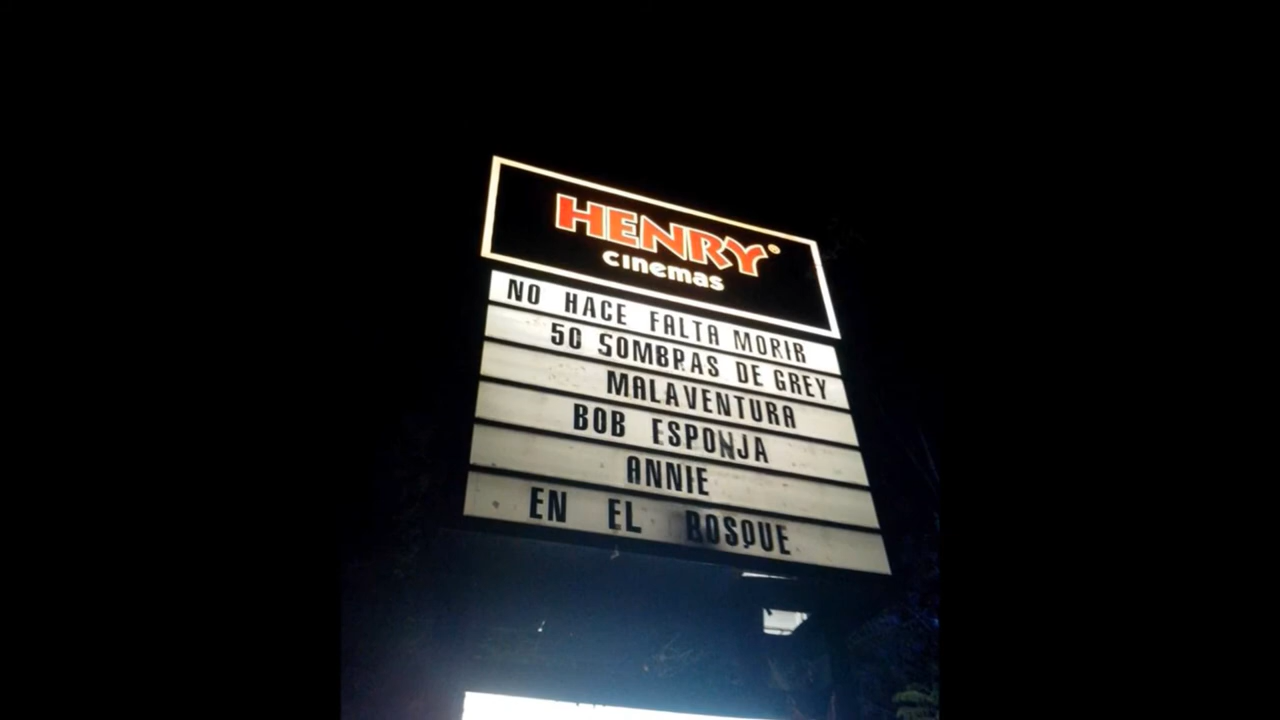 HENRY
cinemas
NO HACE FALTA MORIR
50 SOMBRAS DE GREY
MALAVENTURA
BOB ESPONJA
ANNIE
EN EL BOSQUE